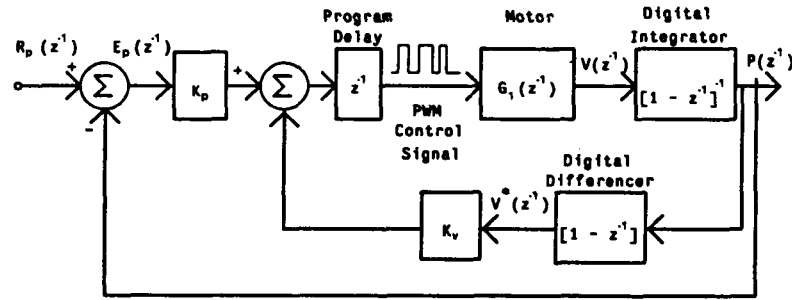 Program
Delay
Motor
Digital
Integrator
R_p(z^-1)
E_p(z^-1)
V(z^-1)
P(z^-1)
+
Σ
K_p
+
Σ
z^-1
G_1(z^-1)
[1 - z^-1]^-1
-
PWM
Control
Signal
Digital
Differencer
V*(z^-1)
K_v
[1 - z^-1]